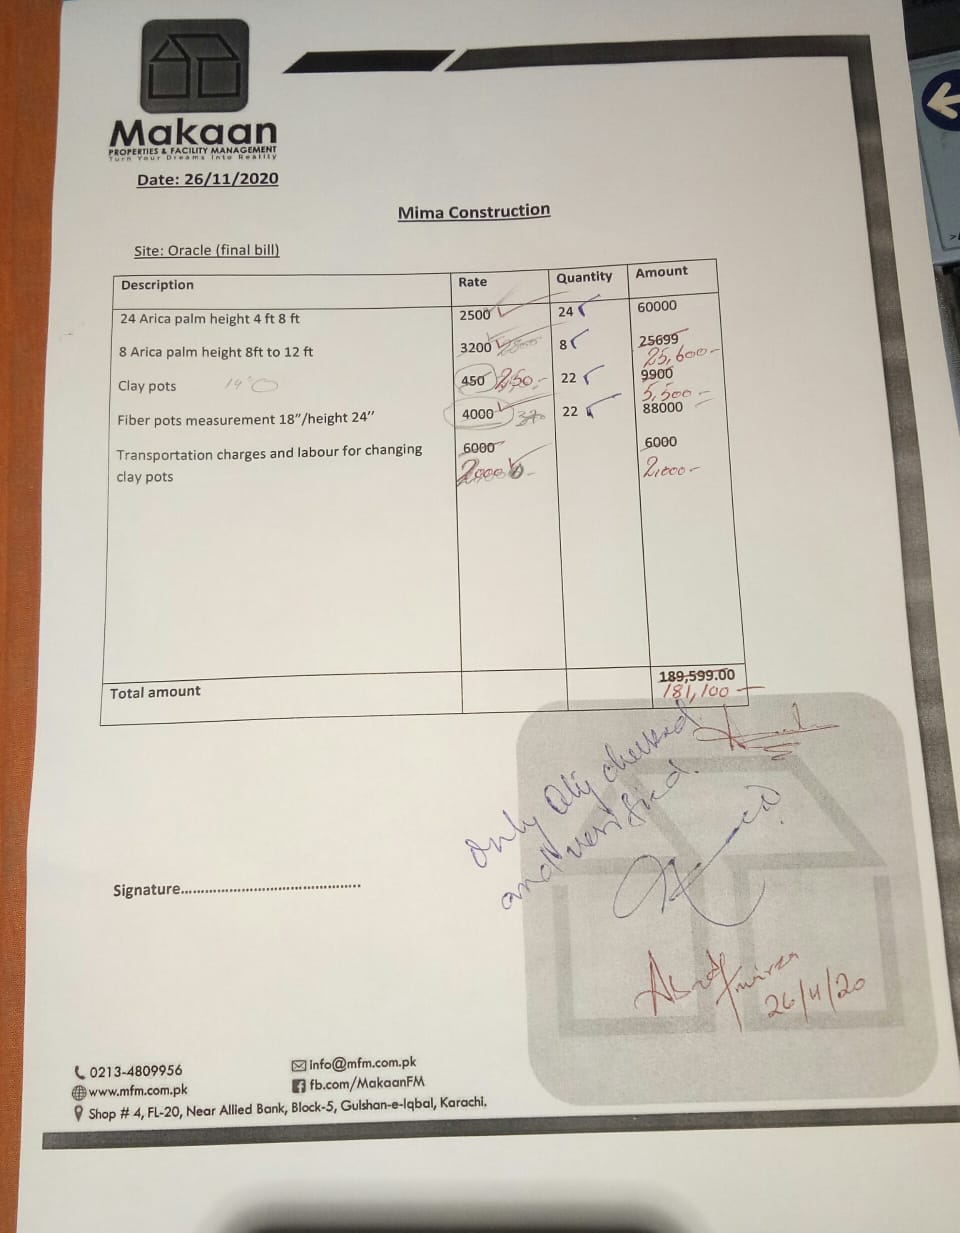 Makaan
PROPERTIES & FACILITY MANAGEMENT
Turn Your Dreams Into Reality
Date: 26/11/2020
Mima Construction
Site: Oracle (final bill)
Description Rate Quantity Amount
24 Arica palm height 4 ft 8 ft 2500 24 60000
8 Arica palm height 8ft to 12 ft 3200 8 25699
25,600-
Clay pots 450 250- 22 9900
5,500-
Fiber pots measurement 18”/height 24” 4000 22 88000
Transportation charges and labour for changing 6000 6000
clay pots 2000 2,000-
Total amount 189,599.00
181,100-
only Qty checked
and verified.
Signature
26/11/20
0213-4809956
info@mfm.com.pk
www.mfm.com.pk
fb.com/MakaanFM
Shop # 4, FL-20, Near Allied Bank, Block-5, Gulshan-e-Iqbal, Karachi.